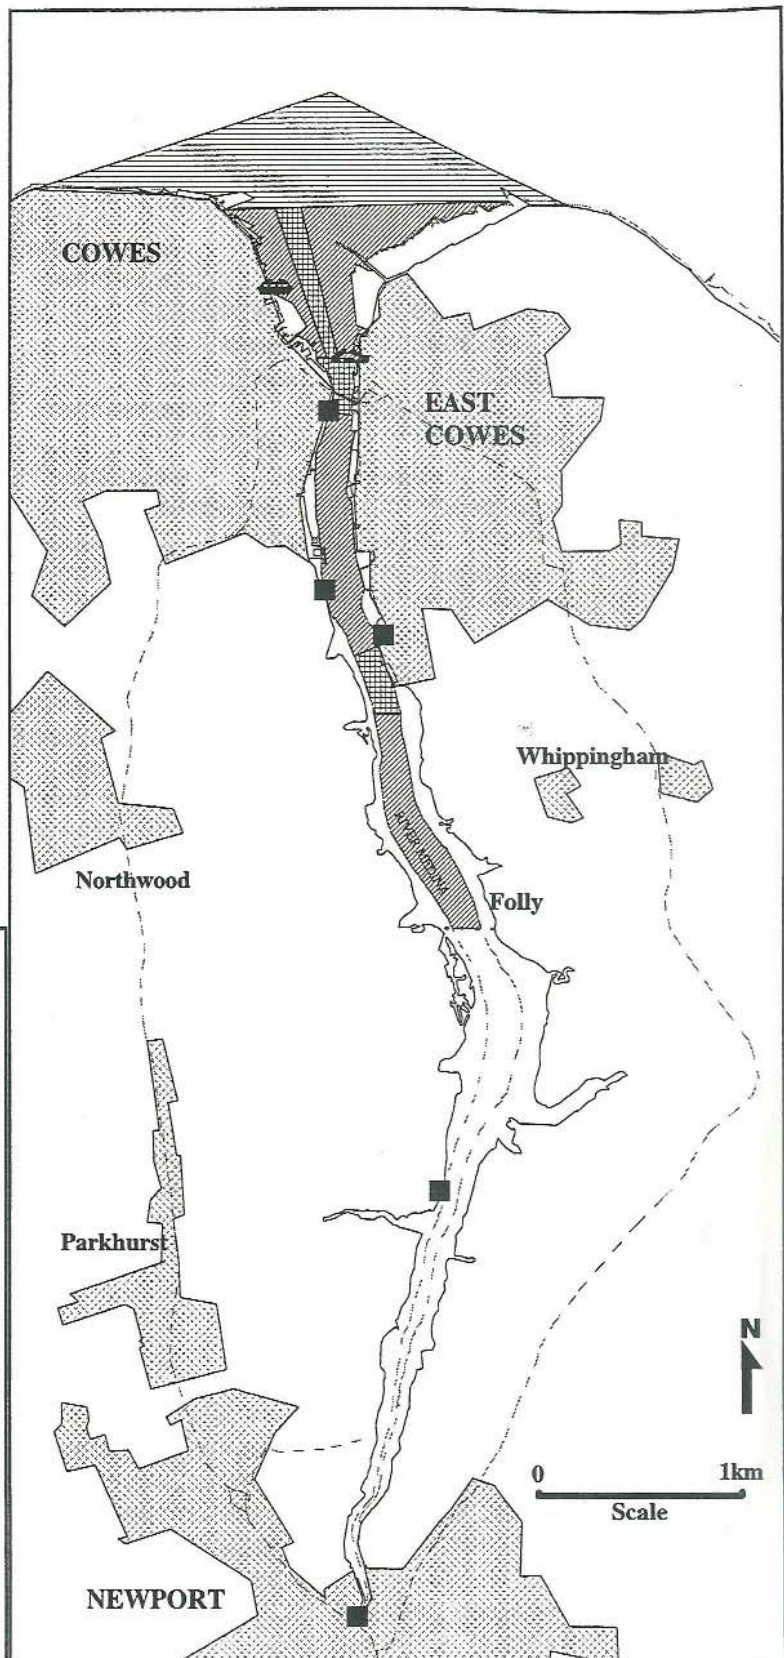 COWES
EAST
COWES
Whippingham
RIVER MEDINA
Northwood
Folly
Parkhurst
N
0 1km
Scale
NEWPORT